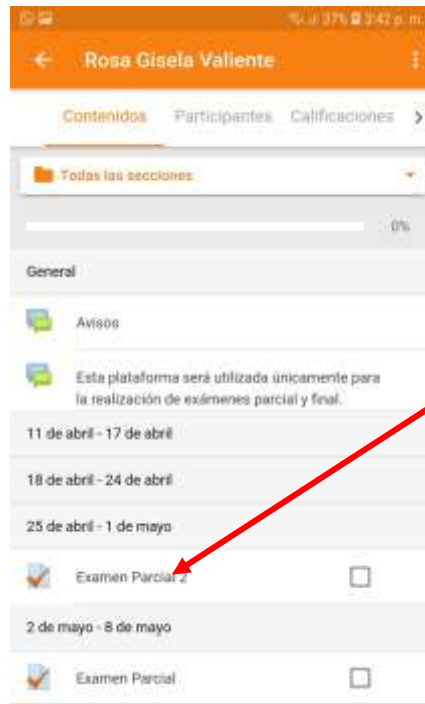 37% 3:42 p. m.
Rosa Gisela Valiente
Contenidos Participantes Calificaciones
Todas las secciones
0%
General
Avisos
Esta plataforma será utilizada únicamente para
la realización de exámenes parcial y final.
11 de abril - 17 de abril
18 de abril - 24 de abril
25 de abril - 1 de mayo
Examen Parcial 2
2 de mayo - 8 de mayo
Examen Parcial